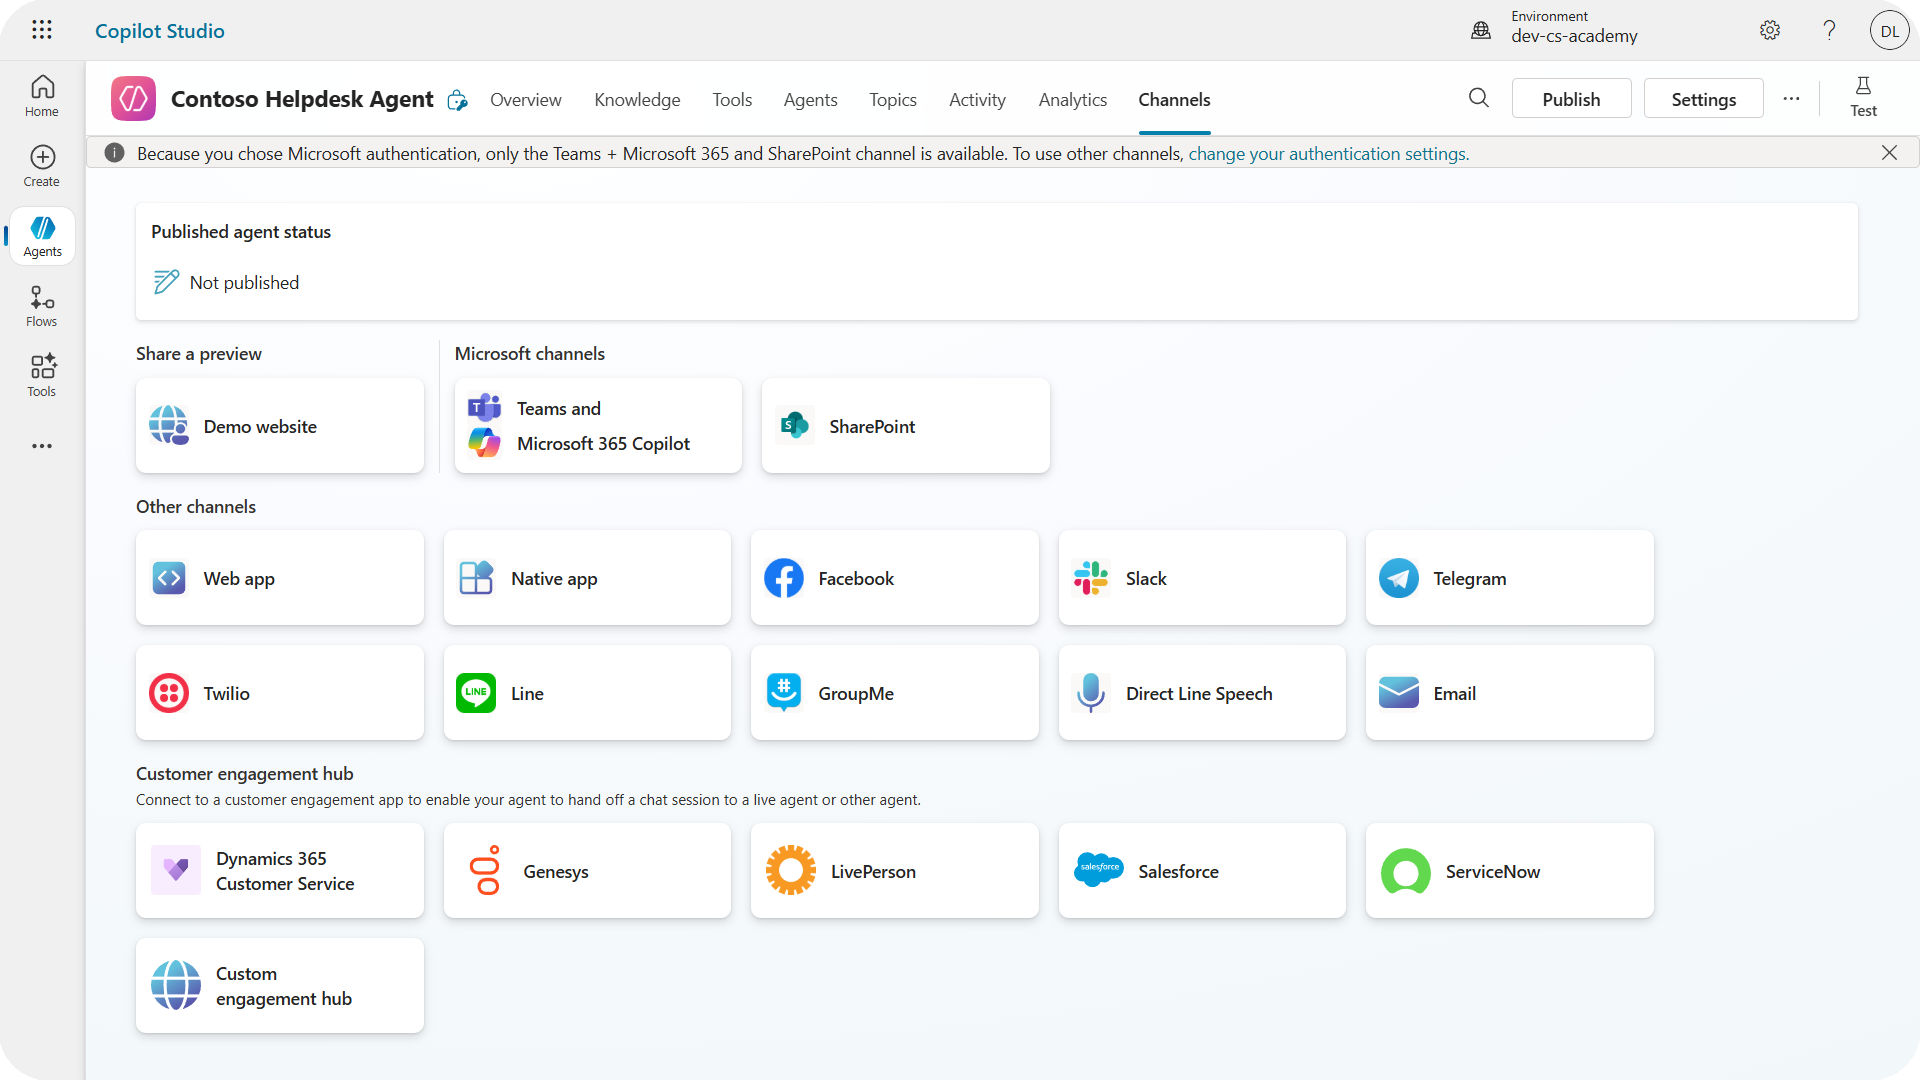 Copilot Studio
Environment
dev-cs-academy
DL
Home
Create
Agents
Flows
Tools
Contoso Helpdesk Agent
Overview
Knowledge
Tools
Agents
Topics
Activity
Analytics
Channels
Publish
Settings
Test
Because you chose Microsoft authentication, only the Teams + Microsoft 365 and SharePoint channel is available. To use other channels, change your authentication settings.
Published agent status
Not published
Share a preview
Microsoft channels
Demo website
Teams and
Microsoft 365 Copilot
SharePoint
Other channels
Web app
Native app
Facebook
Slack
Telegram
Twilio
LINE
Line
GroupMe
Direct Line Speech
Email
Customer engagement hub
Connect to a customer engagement app to enable your agent to hand off a chat session to a live agent or other agent.
Dynamics 365
Customer Service
Genesys
LivePerson
salesforce
Salesforce
ServiceNow
Custom
engagement hub